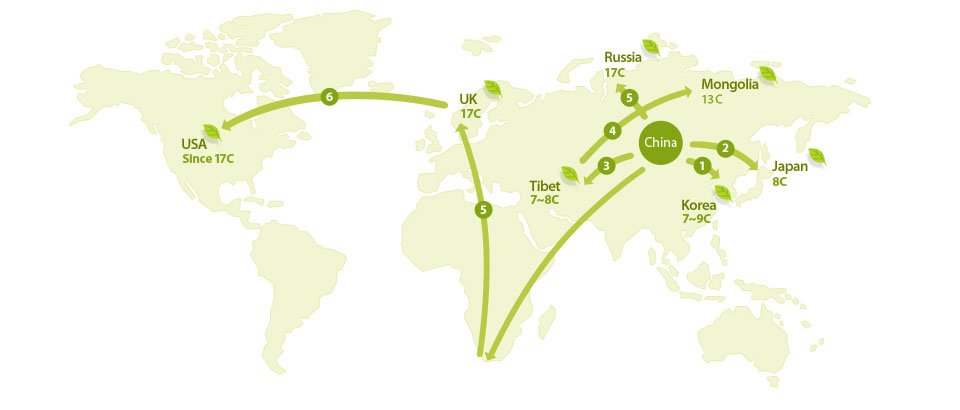 Russia
17C
Mongolia
13C
6
UK
17C
5
4
China
2
USA
Since 17C
3
1
Japan
8C
Tibet
7~8C
Korea
7~9C
5